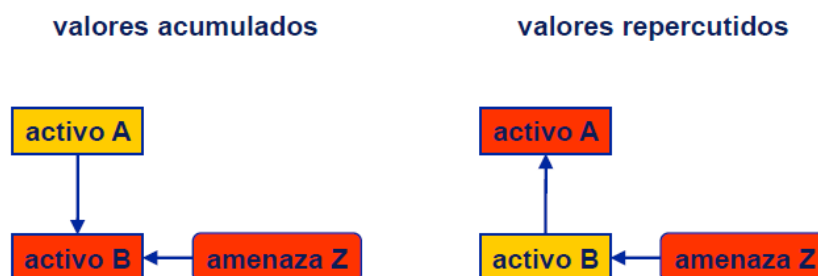 valores acumulados
valores repercutidos
activo A
activo A
activo B
amenaza Z
activo B
amenaza Z